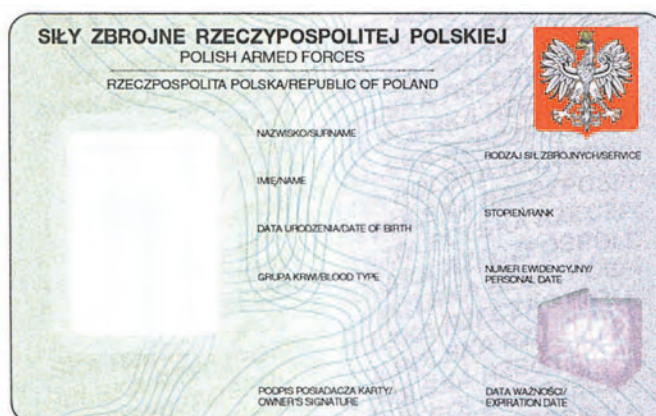 SIŁY ZBROJNE RZECZYPOSPOLITEJ POLSKIEJ
POLISH ARMED FORCES
RZECZPOSPOLITA POLSKA/REPUBLIC OF POLAND
NAZWISKO/SURNAME
RODZAJ SIŁ ZBROJNYCH/SERVICE
IMIĘ/NAME
STOPIEŃ/RANK
DATA URODZENIA/DATE OF BIRTH
GRUPA KRWI/BLOOD TYPE
NUMER EWIDENCYJNY/
PERSONAL DATE
PODPIS POSIADACZA KARTY/
OWNER'S SIGNATURE
DATA WAŻNOŚCI/
EXPIRATION DATE